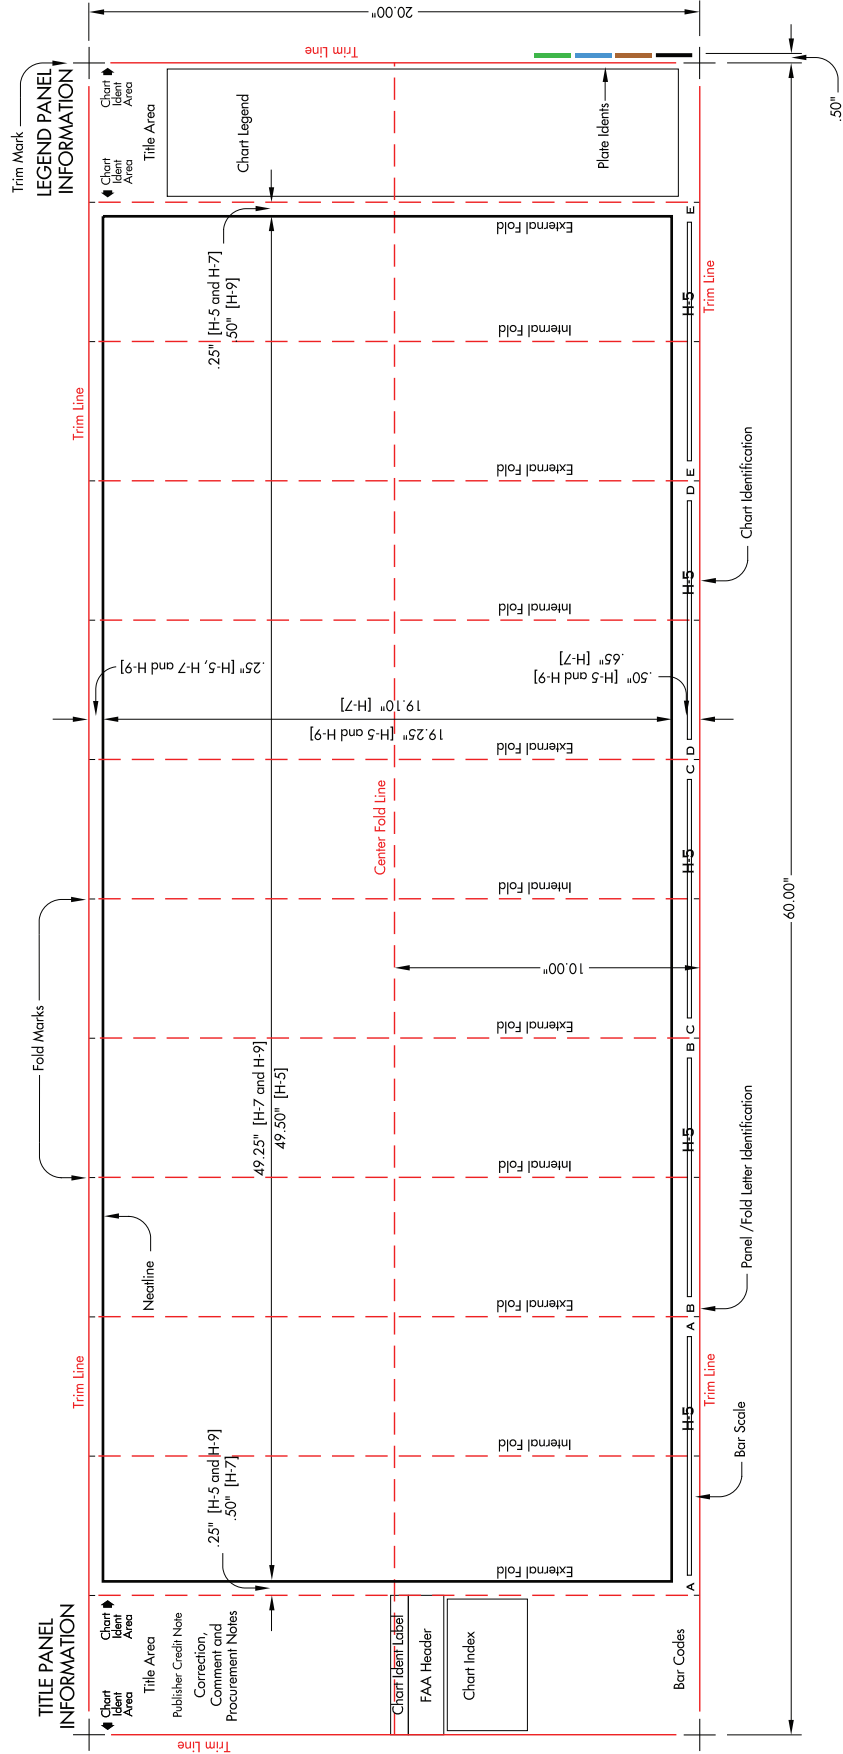 20.00"
Trim Line
Trim Mark
LEGEND PANEL
INFORMATION
Chart
Ident
Area
Chart
Ident
Area
Title Area
Chart Legend
Plate Idents
.50"
External Fold
E
.25" [H-5 and H-7]
.50" [H-9]
Internal Fold
H-5
Trim Line
Trim Line
External Fold
E
D
Chart Identification
Internal Fold
H-5
.25" [H-5, H-7 and H-9]
.50" [H-5 and H-9]
.65" [H-7]
19.10" [H-7]
19.25" [H-5 and H-9]
External Fold
D
C
Center Fold Line
Internal Fold
H-5
60.00"
Fold Marks
10.00"
External Fold
C
B
49.25" [H-7 and H-9]
49.50" [H-5]
Internal Fold
H-5
Panel /Fold Letter Identification
Neatline
External Fold
B
A
Trim Line
Trim Line
Internal Fold
H-5
Bar Scale
.25" [H-5 and H-9]
.50" [H-7]
External Fold
A
TITLE PANEL
INFORMATION
Chart
Ident
Area
Chart
Ident
Area
Title Area
Publisher Credit Note
Correction,
Comment and
Procurement Notes
Chart Ident Label
FAA Header
Chart Index
Bar Codes
Trim Line